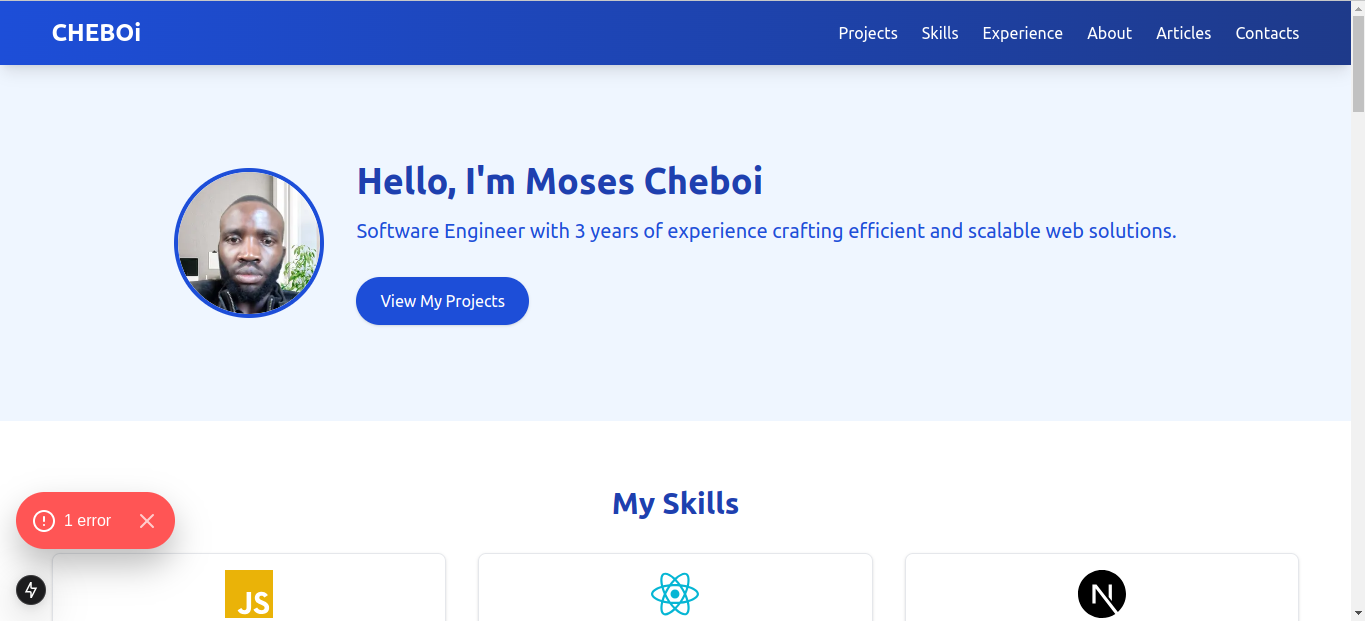 CHEBOi
Projects Skills Experience About Articles Contacts
Hello, I'm Moses Cheboi
Software Engineer with 3 years of experience crafting efficient and scalable web solutions.
View My Projects
My Skills
1 error
JS
N